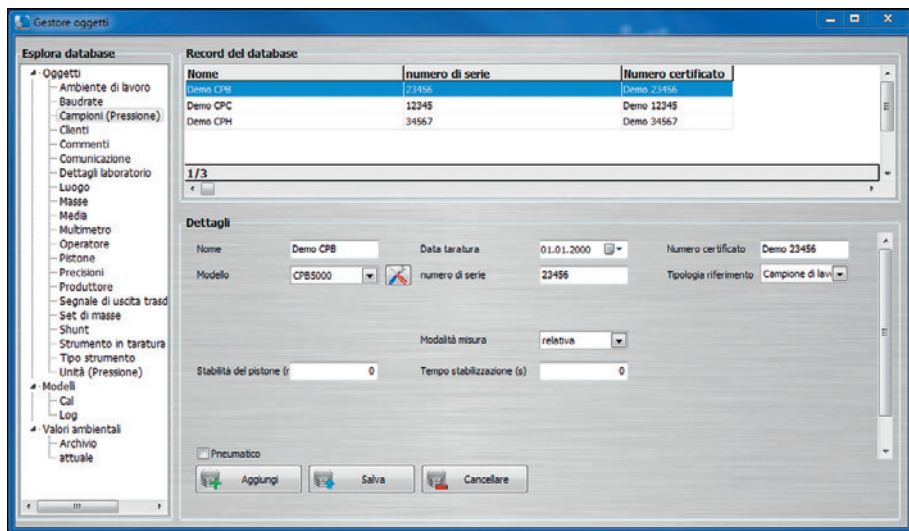 Gestore oggetti
Esplora database
Oggetti
Ambiente di lavoro
Baudrate
Campioni (Pressione)
Clienti
Commenti
Comunicazione
Dettagli laboratorio
Luogo
Masse
Media
Multimetro
Operatore
Pistone
Precisioni
Produttore
Segnale di uscita trasd
Set di masse
Shunt
Strumento in taratura
Tipo strumento
Unità (Pressione)
Modelli
Cal
Log
Valori ambientali
Archivio
attuale
Record del database
Nome numero di serie Numero certificato
Demo CPB 23456 Demo 23456
Demo CPC 12345 Demo 12345
Demo CPH 34567 Demo 34567
1/3
Dettagli
Nome Demo CPB Data taratura 01.01.2000 Numero certificato Demo 23456
Modello CPB5000 numero di serie 23456 Tipologia riferimento Campione di lav
Modalità misura relativa
Stabilità del pistone (r 0 Tempo stabilizzazione (s) 0
Pneumatico
Aggiungi Salva Cancellare